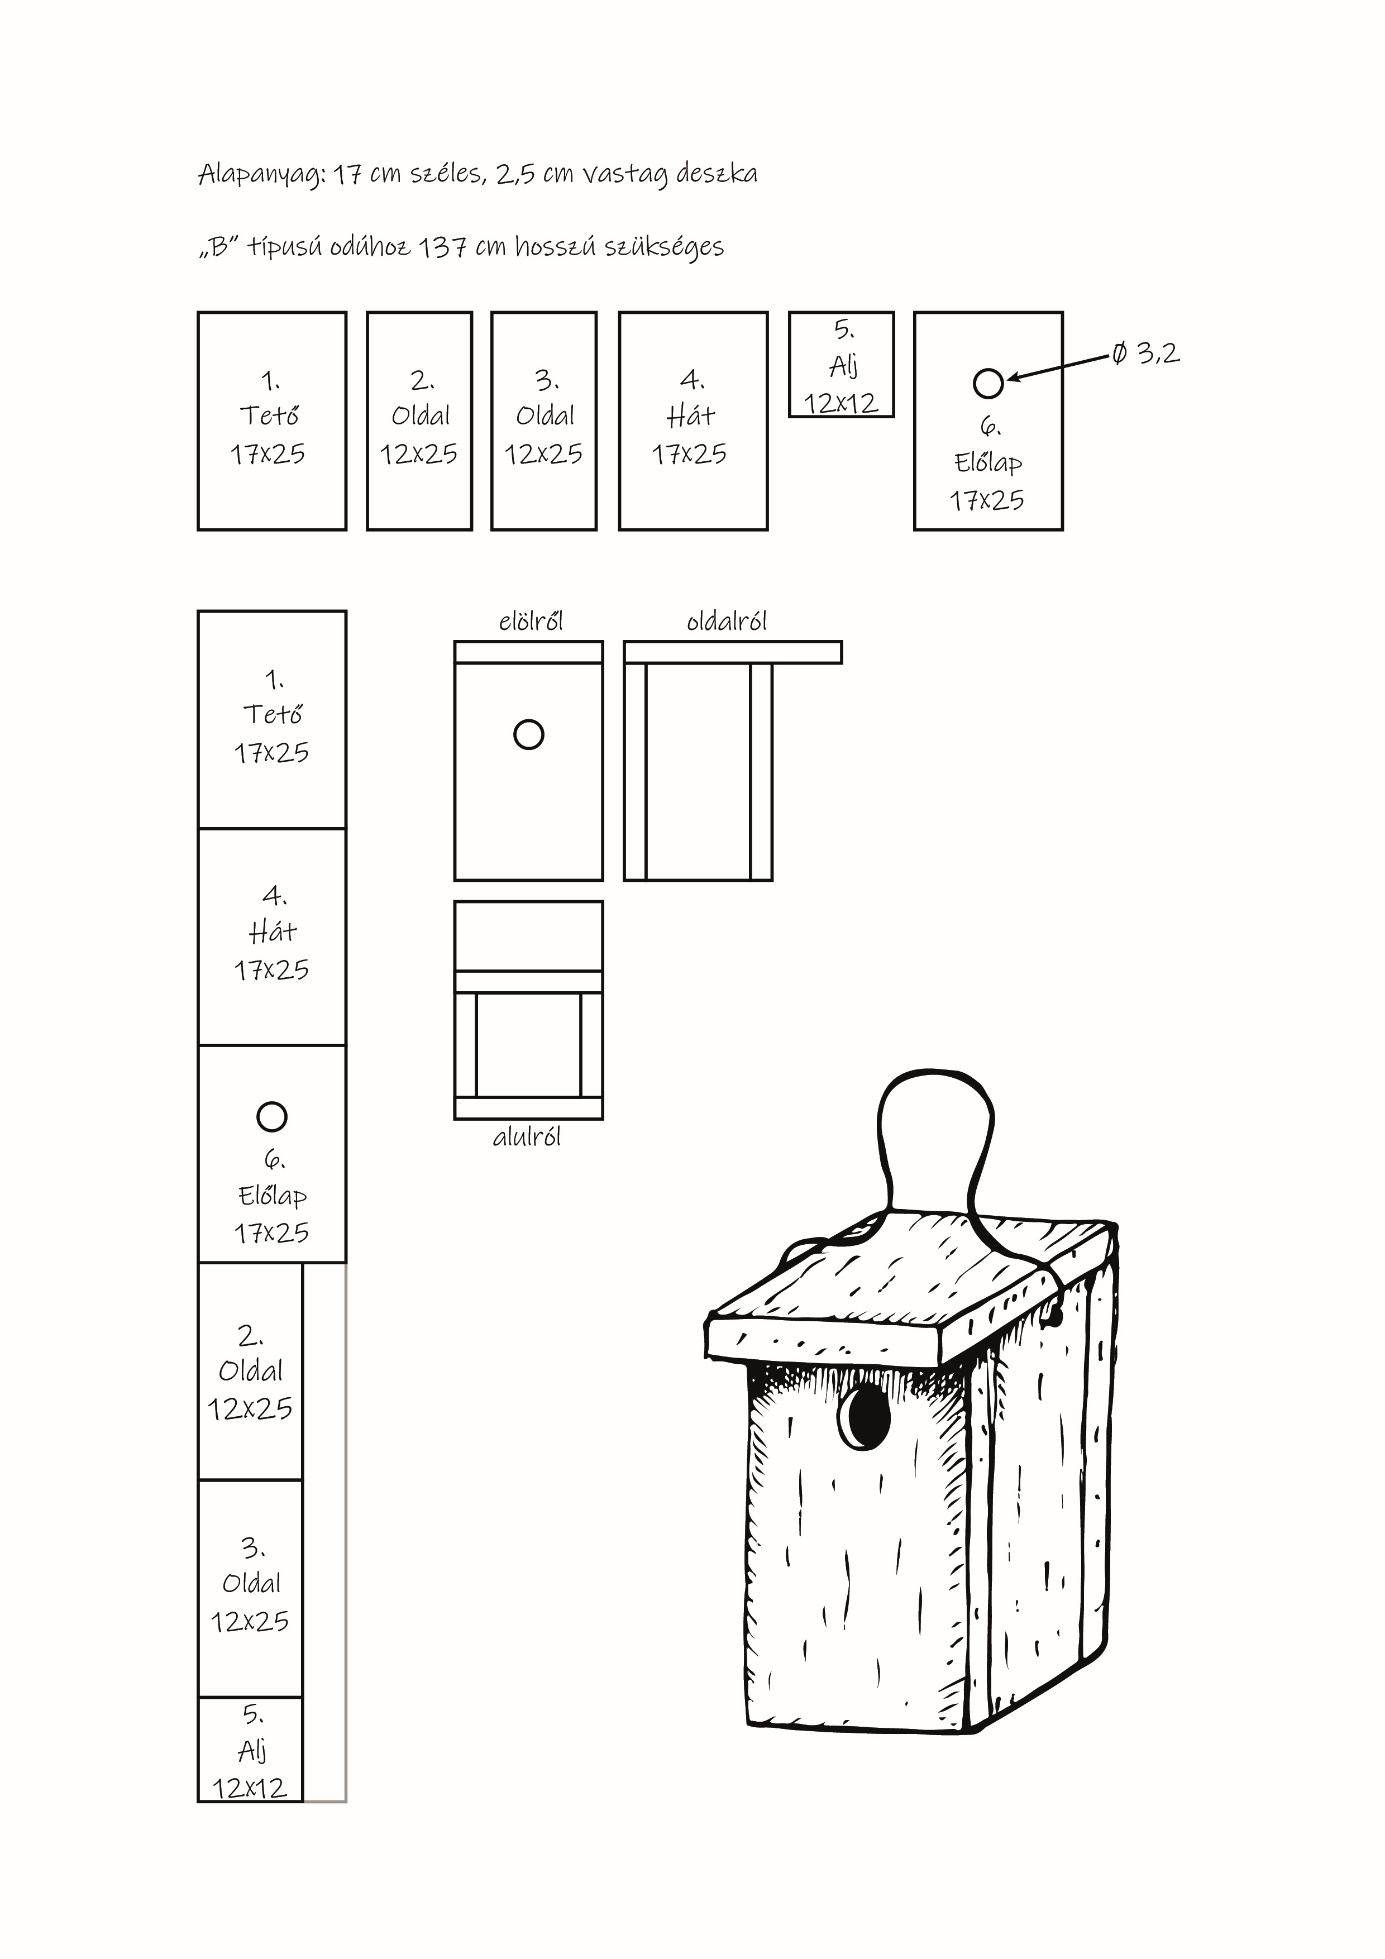 Alapanyag: 17 cm széles, 2,5 cm vastag deszka
„B” típusú odúhoz 137 cm hosszú szükséges
1.
Tető
17x25
2.
Oldal
12x25
3.
Oldal
12x25
4.
Hát
17x25
5.
Alj
12x12
Ø 3,2
6.
Előlap
17x25
1.
Tető
17x25
4.
Hát
17x25
6.
Előlap
17x25
2.
Oldal
12x25
3.
Oldal
12x25
5.
Alj
12x12
elölről
oldalról
alulról